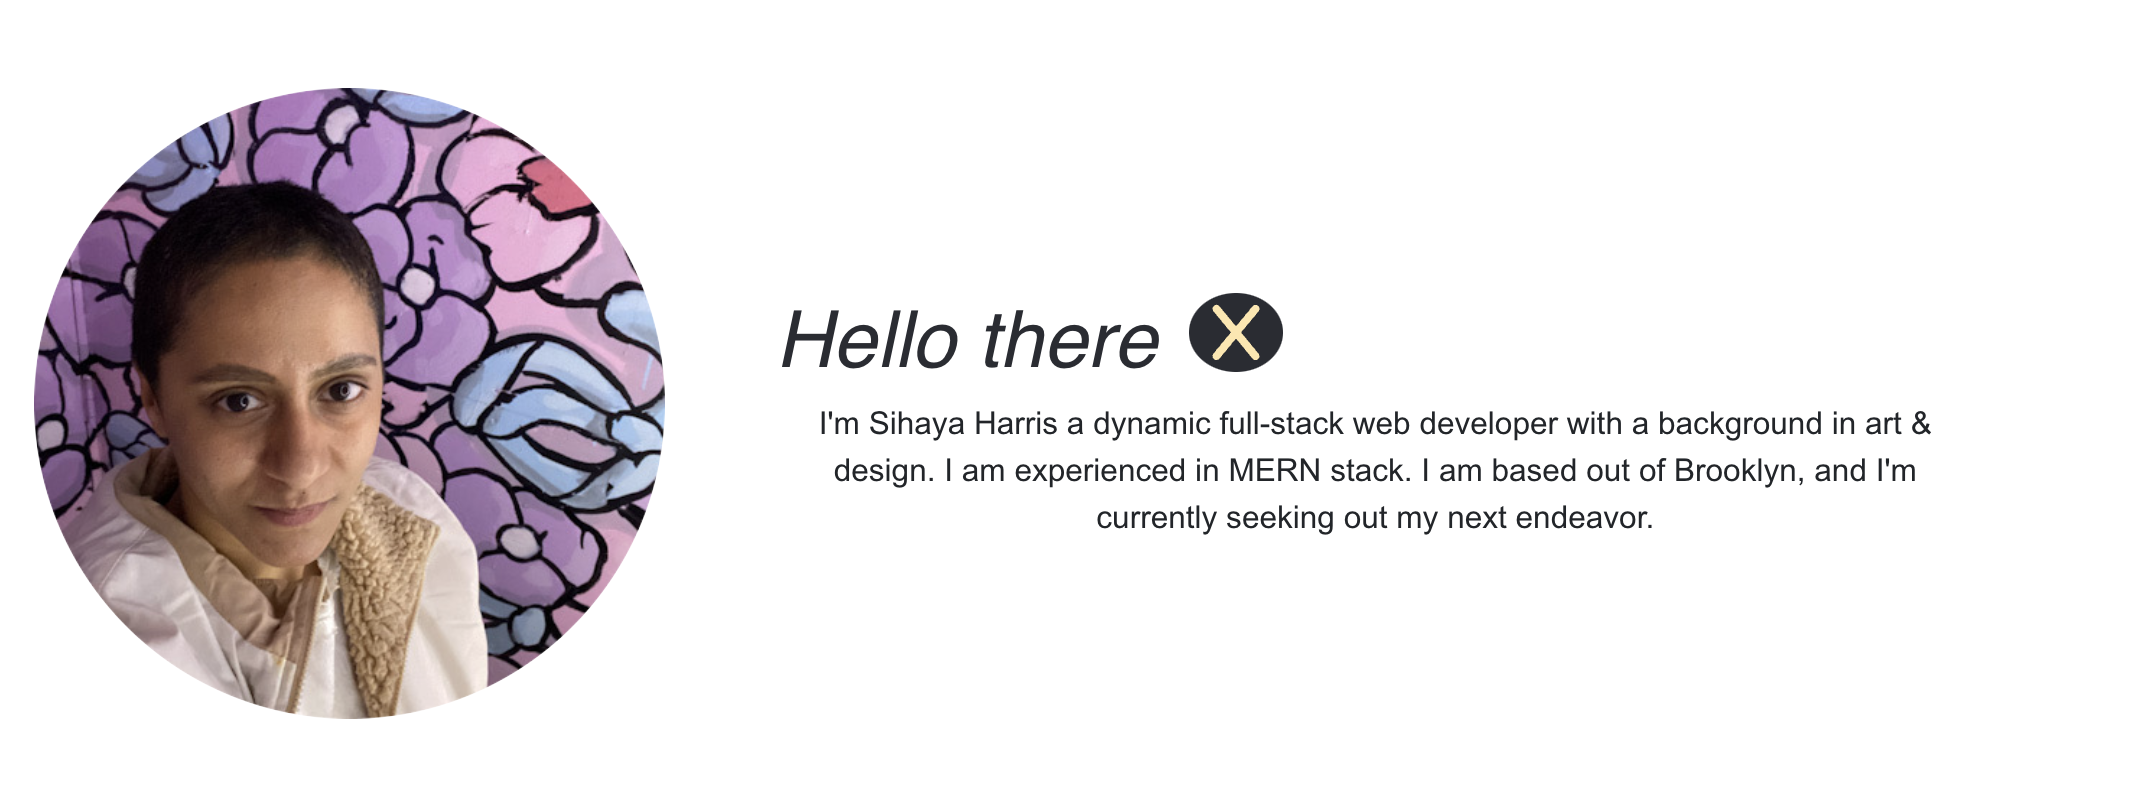 Hello there X
I'm Sihaya Harris a dynamic full-stack web developer with a background in art &
design. I am experienced in MERN stack. I am based out of Brooklyn, and I'm
currently seeking out my next endeavor.